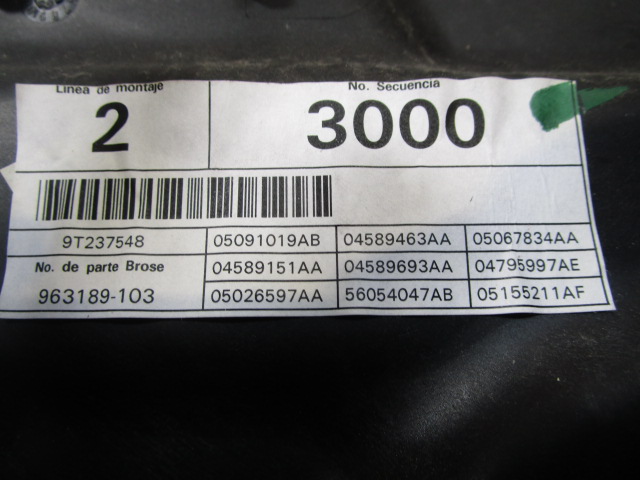 Linea de montaje
No. Secuencia
2
3000
9T237548
05091019AB
04589463AA
05067834AA
No. de parte Brose
04589151AA
04589693AA
04795997AE
963189-103
05026597AA
56054047AB
05155211AF